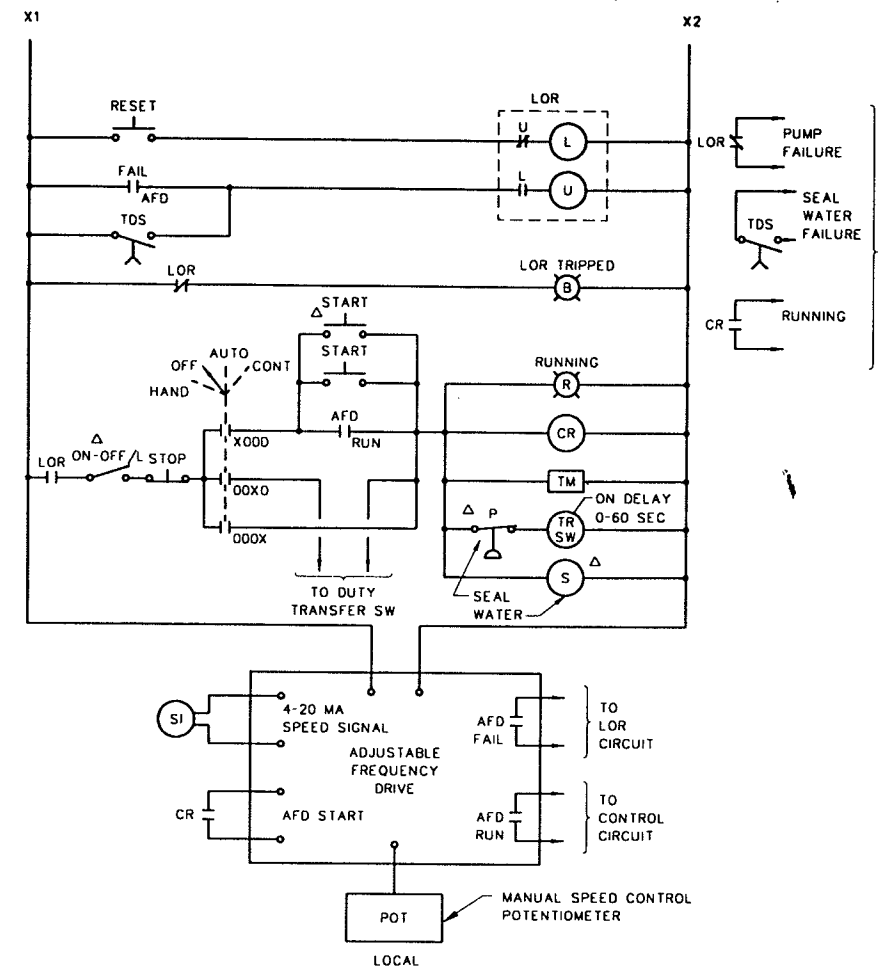 X1
X2
RESET
LOR
U
L
LOR
PUMP
FAILURE
FAIL
AFD
L
U
TDS
TDS
SEAL
WATER
FAILURE
LOR
LOR TRIPPED
B
△ START
START
CR
RUNNING
OFF
AUTO
CONT
HAND
RUNNING
R
X00D
AFD
RUN
CR
LOR
△
ON-OFF/L
STOP
00X0
TM
ON DELAY
0-60 SEC
△ P
TR
SW
000X
S
△
TO DUTY
TRANSFER SW
SEAL
WATER
SI
4-20 MA
SPEED SIGNAL
AFD
FAIL
TO
LOR
CIRCUIT
ADJUSTABLE
FREQUENCY
DRIVE
CR
AFD START
AFD
RUN
TO
CONTROL
CIRCUIT
POT
MANUAL SPEED CONTROL
POTENTIOMETER
LOCAL